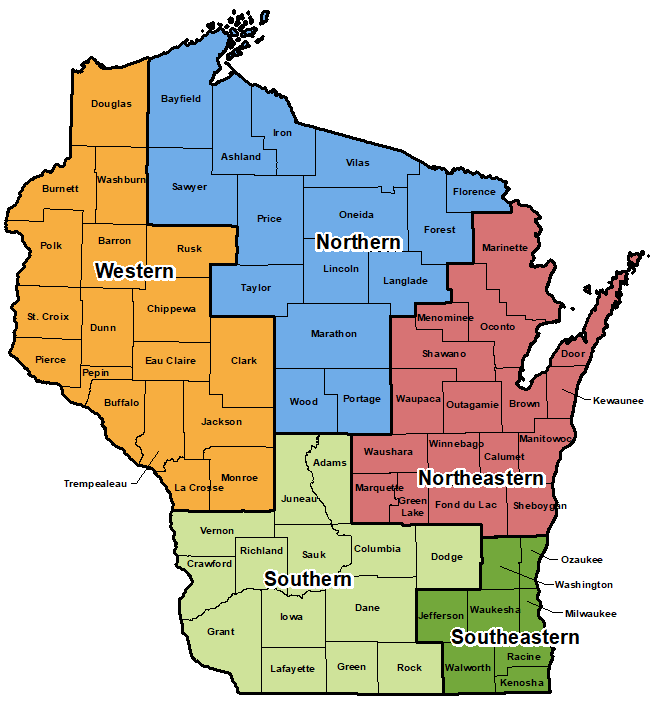 Bayfield
Douglas
Iron
Ashland
Vilas
Washburn
Sawyer
Burnett
Florence
Oneida
Price
Forest
Barron
Polk
Rusk
Northern
Marinette
Western
Lincoln
Langlade
Taylor
Chippewa
St. Croix
Menominee
Dunn
Oconto
Marathon
Shawano
Door
Pierce
Eau Claire
Clark
Pepin
Kewaunee
Buffalo
Wood
Portage
Waupaca
Outagamie
Brown
Jackson
Manitowoc
Winnebago
Waushara
Calumet
Adams
Trempealeau
La Crosse
Monroe
Northeastern
Marquette
Juneau
Green
Lake
Fond du Lac
Sheboygan
Vernon
Richland
Sauk
Columbia
Dodge
Ozaukee
Crawford
Southern
Washington
Dane
Iowa
Jefferson
Waukesha
Milwaukee
Grant
Southeastern
Racine
Lafayette
Green
Rock
Walworth
Kenosha